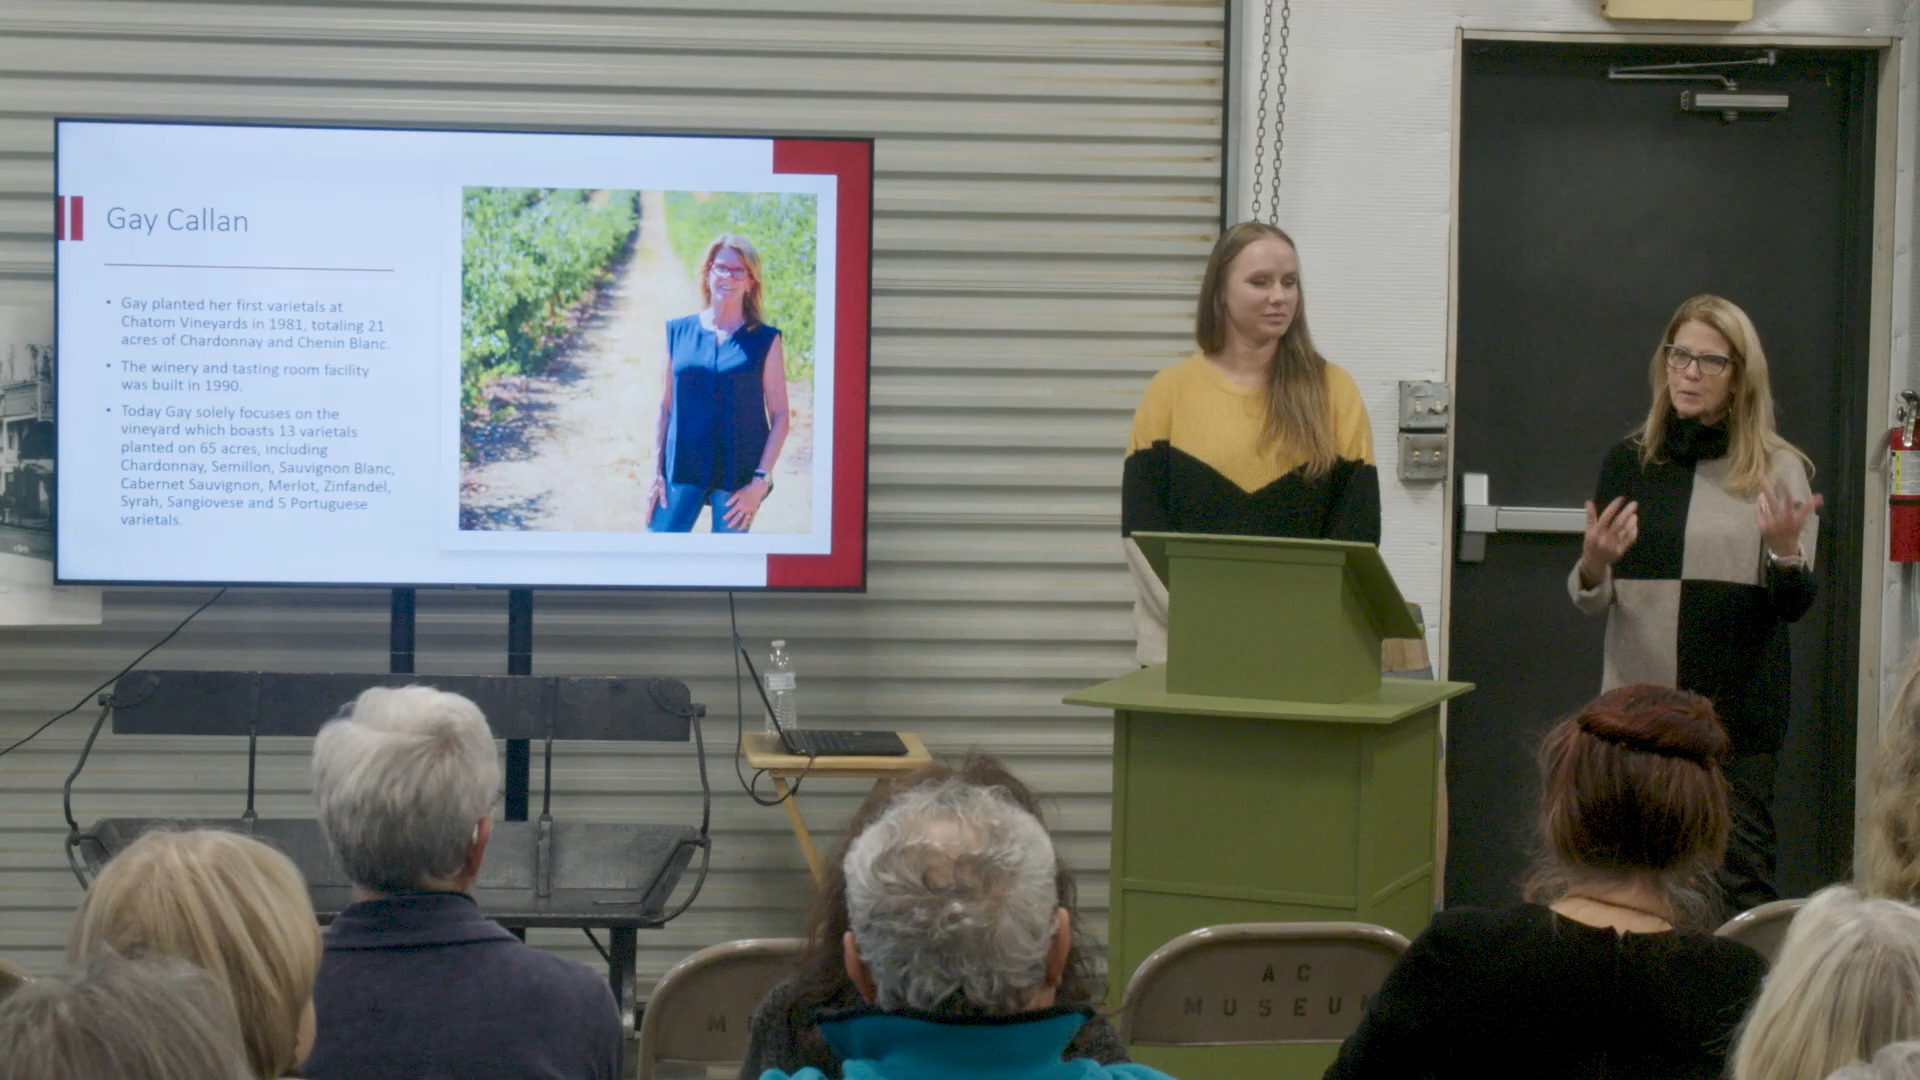 Gay Callan
• Gay planted her first varietals at
Chatom Vineyards in 1981, totaling 21
acres of Chardonnay and Chenin Blanc.
• The winery and tasting room facility
was built in 1990.
• Today Gay solely focuses on the
vineyard which boasts 13 varietals
planted on 65 acres, including
Chardonnay, Semillon, Sauvignon Blanc,
Cabernet Sauvignon, Merlot, Zinfandel,
Syrah, Sangiovese and 5 Portuguese
varietals.
A C
MUSEUM